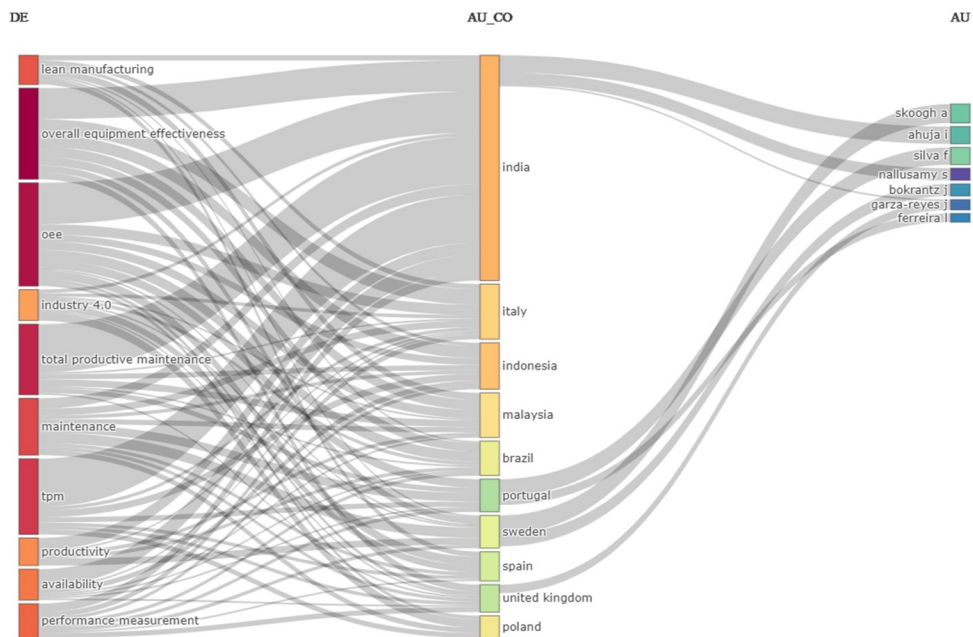 DE
AU_CO
AU
lean manufacturing
overall equipment effectiveness
oee
industry 4.0
total productive maintenance
maintenance
tpm
productivity
availability
performance measurement
india
italy
indonesia
malaysia
brazil
portugal
sweden
spain
united kingdom
poland
skoogh a
ahuja i
silva f
nallusamy s
bokrantz j
garza-reyes j
ferreira l